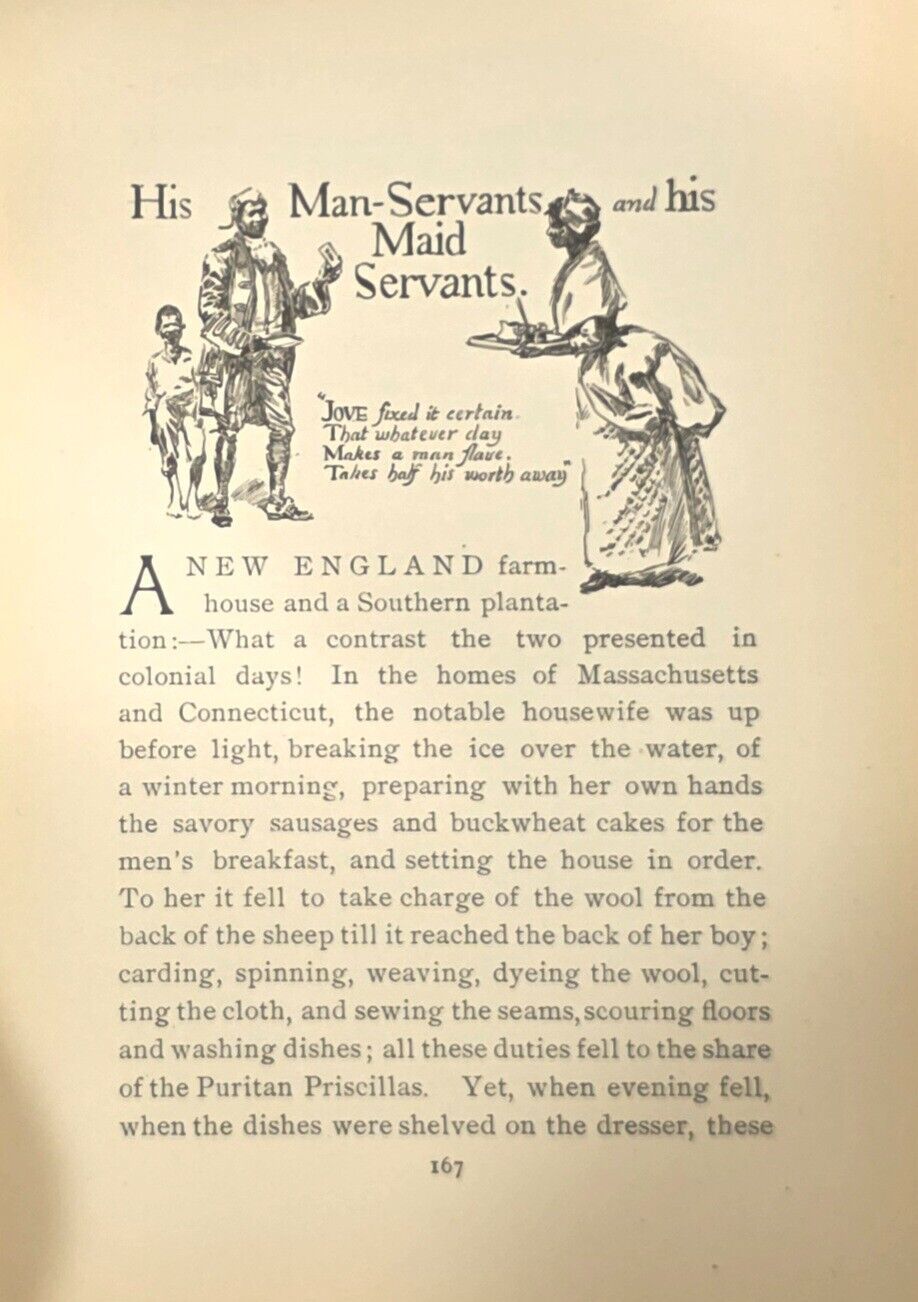 His Man-Servants, and his
Maid
Servants.
"JOVE fixed it certain.
That whatever day
Makes a man slave.
Takes half his worth away"
A NEW ENGLAND farm-
house and a Southern planta-
tion:—What a contrast the two presented in
colonial days! In the homes of Massachusetts
and Connecticut, the notable housewife was up
before light, breaking the ice over the water, of
a winter morning, preparing with her own hands
the savory sausages and buckwheat cakes for the
men's breakfast, and setting the house in order.
To her it fell to take charge of the wool from the
back of the sheep till it reached the back of her boy;
carding, spinning, weaving, dyeing the wool, cut-
ting the cloth, and sewing the seams, scouring floors
and washing dishes; all these duties fell to the share
of the Puritan Priscillas. Yet, when evening fell,
when the dishes were shelved on the dresser, these
167